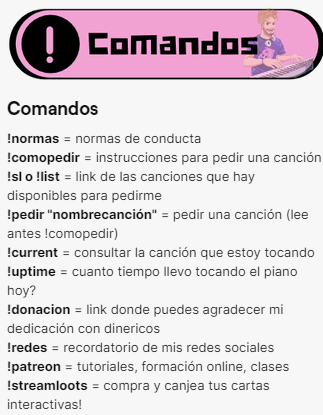 ! Comandos
Comandos
!normas = normas de conducta
!comopedir = instrucciones para pedir una canción
!sl o !list = link de las canciones que hay
disponibles para pedirme
!pedir "nombrecanción" = pedir una canción (lee
antes !comopedir)
!current = consultar la canción que estoy tocando
!uptime = cuanto tiempo llevo tocando el piano
hoy?
!donacion = link donde puedes agradecer mi
dedicación con dinericos
!redes = recordatorio de mis redes sociales
!patreon = tutoriales, formación online, clases
!streamloots = compra y canjea tus cartas
interactivas!